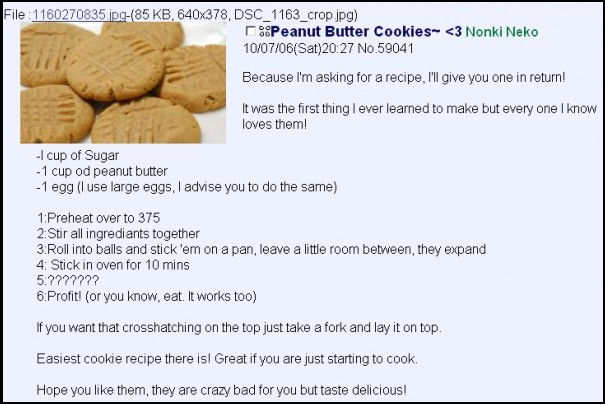 File :1160270835.jpg-(85 KB, 640x378, DSC_1163_crop.jpg)
Peanut Butter Cookies~ <3 Nonki Neko
10/07/06(Sat)20:27 No.59041
Because I'm asking for a recipe, I'll give you one in return!
It was the first thing I ever learned to make but every one I know
loves them!
-I cup of Sugar
-1 cup od peanut butter
-1 egg (I use large eggs, I advise you to do the same)
1:Preheat over to 375
2:Stir all ingrediants together
3:Roll into balls and stick 'em on a pan, leave a little room between, they expand
4: Stick in oven for 10 mins
5:???????
6:Profit! (or you know, eat. It works too)
If you want that crosshatching on the top just take a fork and lay it on top.
Easiest cookie recipe there is! Great if you are just starting to cook.
Hope you like them, they are crazy bad for you but taste delicious!